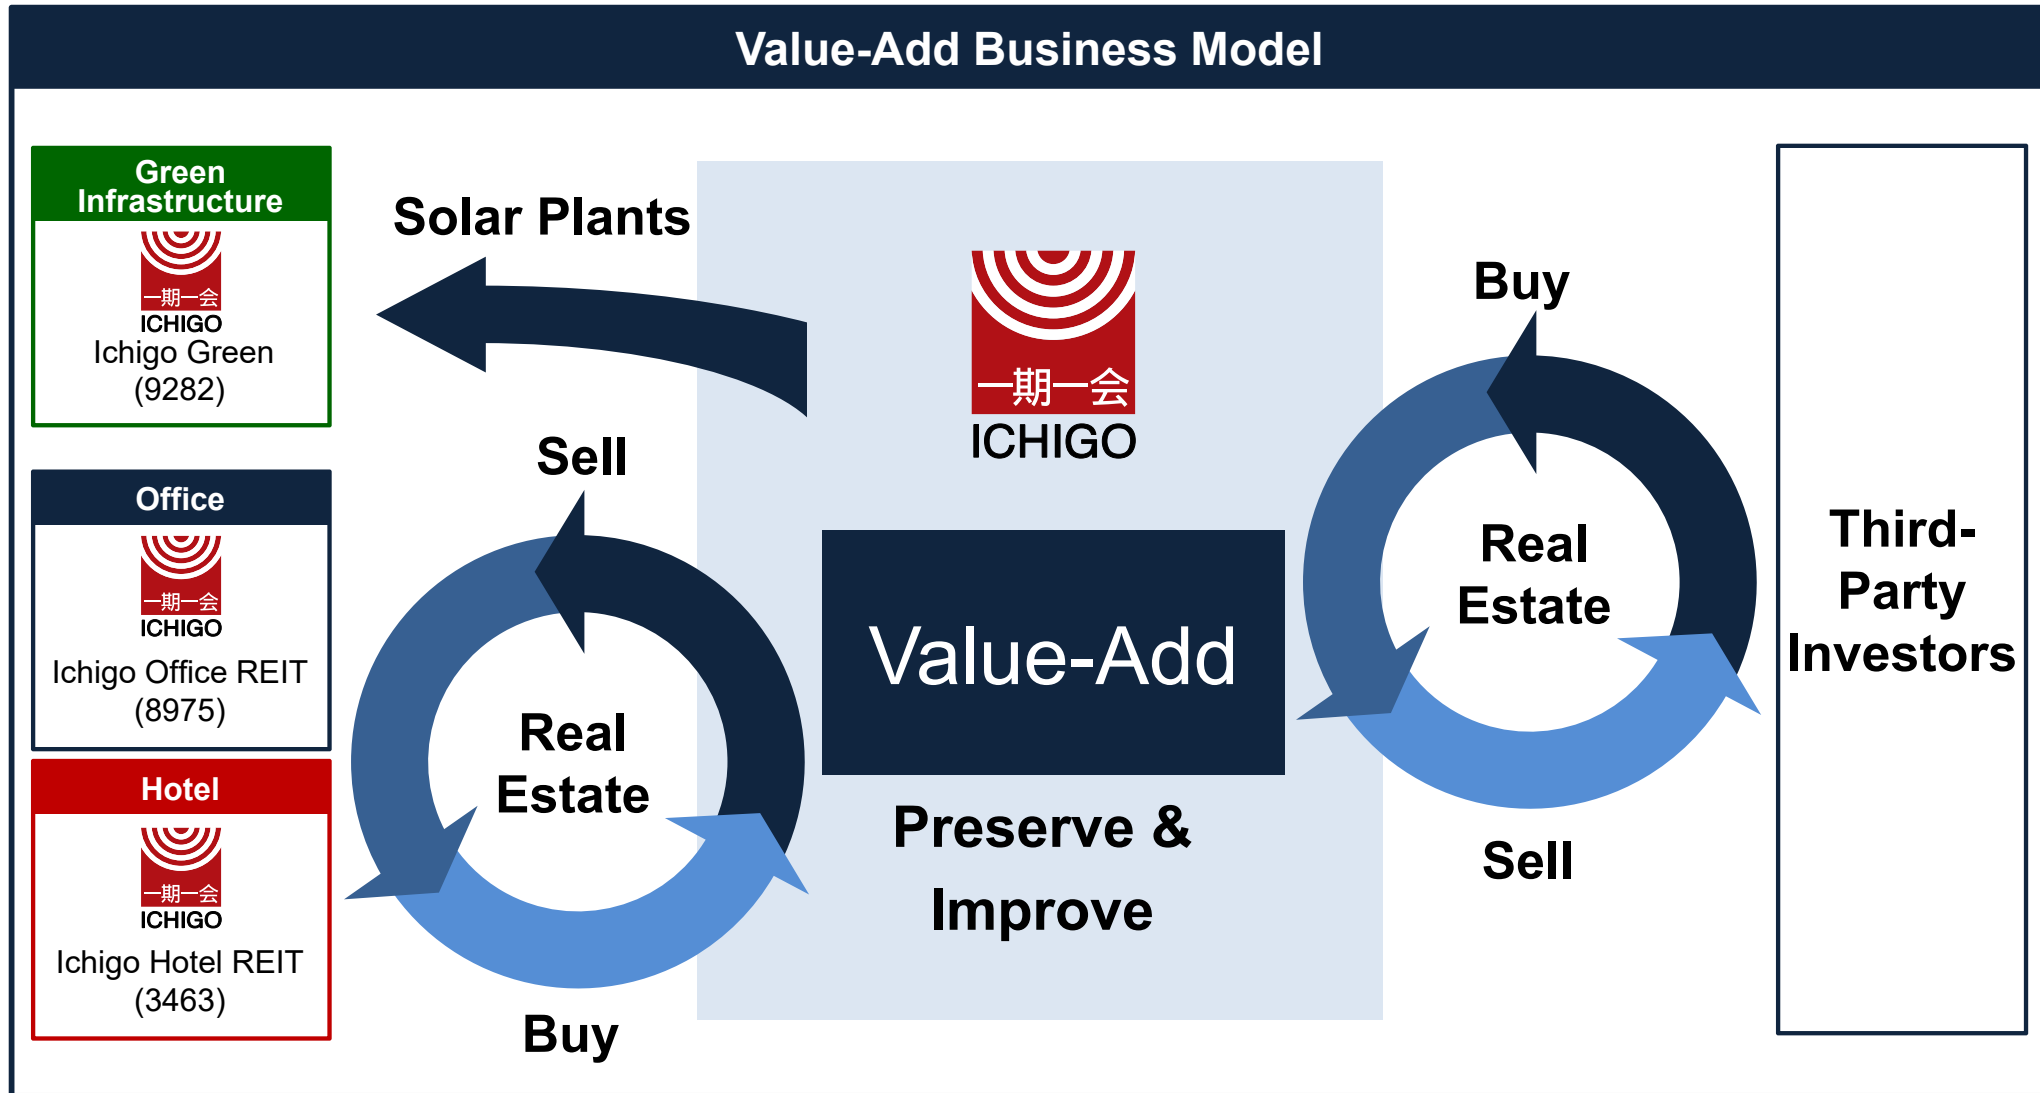 Value-Add Business Model
Green
Infrastructure
一期一会
ICHIGO
Ichigo Green
(9282)
Office
一期一会
ICHIGO
Ichigo Office REIT
(8975)
Hotel
一期一会
ICHIGO
Ichigo Hotel REIT
(3463)
Solar Plants
Sell
Real
Estate
Buy
一期一会
ICHIGO
Value-Add
Preserve &
Improve
Buy
Real
Estate
Sell
Third-
Party
Investors